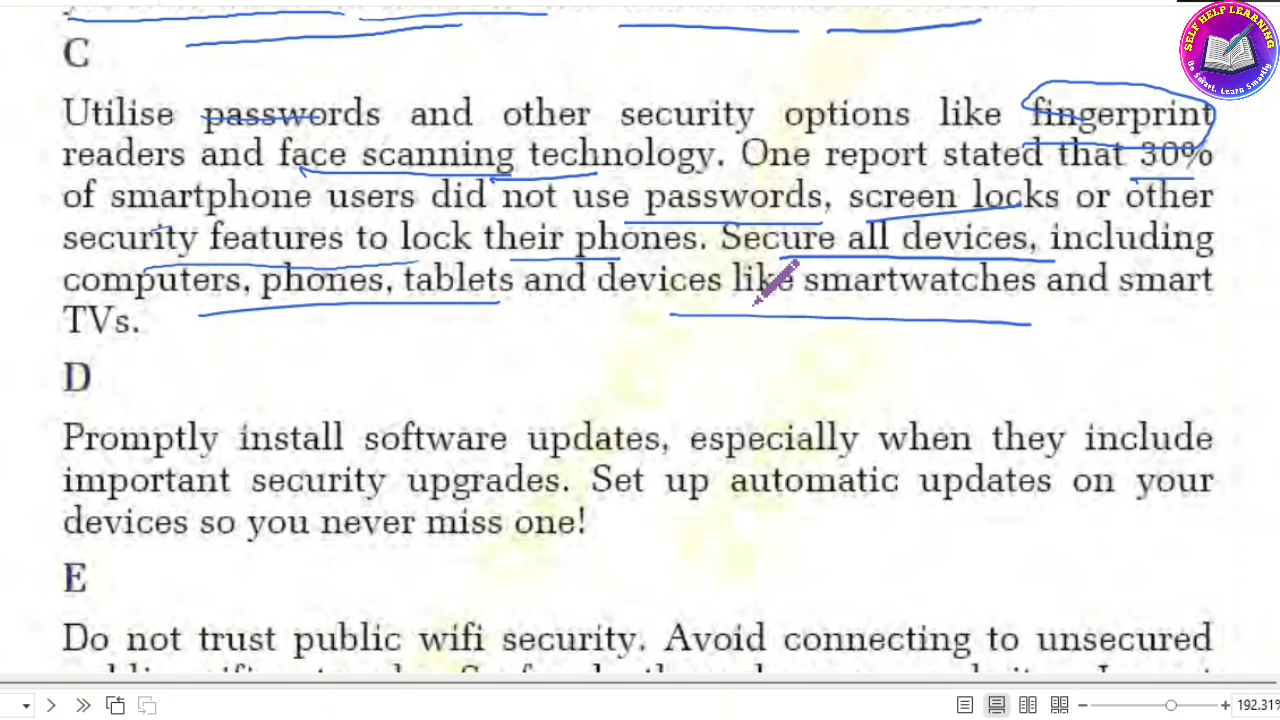 SELF HELP LEARNING
Be Smart, Learn Smartly
C
Utilise passwords and other security options like fingerprint
readers and face scanning technology. One report stated that 30%
of smartphone users did not use passwords, screen locks or other
security features to lock their phones. Secure all devices, including
computers, phones, tablets and devices like smartwatches and smart
TVs.
D
Promptly install software updates, especially when they include
important security upgrades. Set up automatic updates on your
devices so you never miss one!
E
Do not trust public wifi security. Avoid connecting to unsecured
192.31%